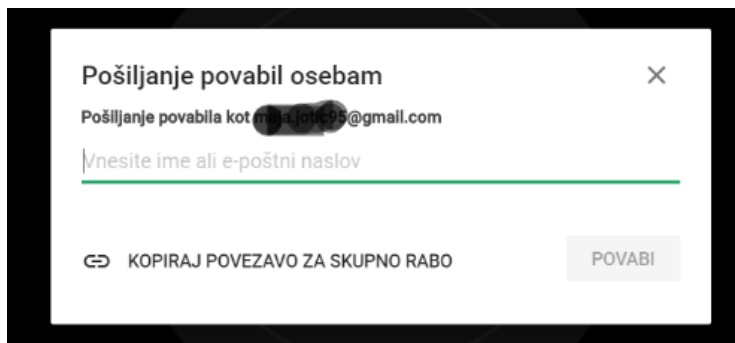 Pošiljanje povabil osebam
Pošiljanje povabila kot @gmail.com
Vnesite ime ali e-poštni naslov
KOPIRAJ POVEZAVO ZA SKUPNO RABO
POVABI